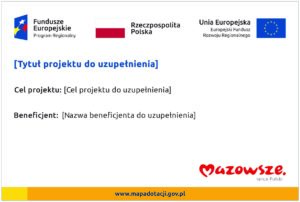 Fundusze
Europejskie
Program Regionalny
Rzeczpospolita
Polska
Unia Europejska
Europejski Fundusz
Rozwoju Regionalnego
[Tytuł projektu do uzupełnienia]
Cel projektu: [Cel projektu do uzupełnienia]
Beneficjent: [Nazwa beneficjenta do uzupełnienia]
Mazowsze.
serce Polski
www.mapadotacji.gov.pl